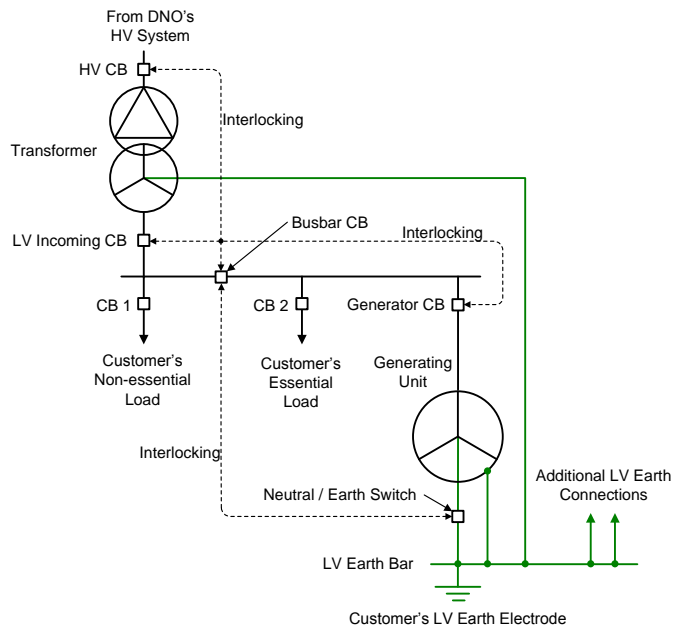 From DNO's
HV System
HV CB
Interlocking
Transformer
Busbar CB
LV Incoming CB
Interlocking
CB 1
CB 2
Generator CB
Customer's
Non-essential
Load
Customer's
Essential
Load
Generating
Unit
Interlocking
Neutral / Earth Switch
Additional LV Earth
Connections
LV Earth Bar
Customer's LV Earth Electrode